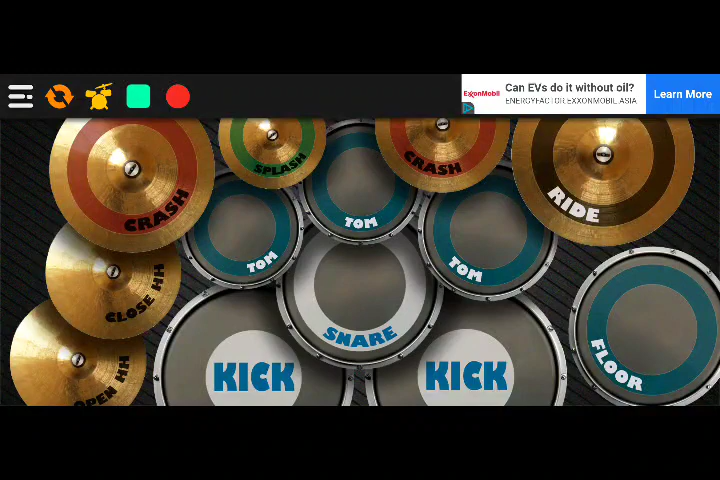 Can EVs do it without oil?
ExxonMobil
ENERGYFACTOR.EXXONMOBIL.ASIA
Learn More
CRASH
SPLASH
CRASH
RIDE
TOM
TOM
TOM
CLOSE HH
SNARE
OPEN HH
KICK
KICK
FLOOR